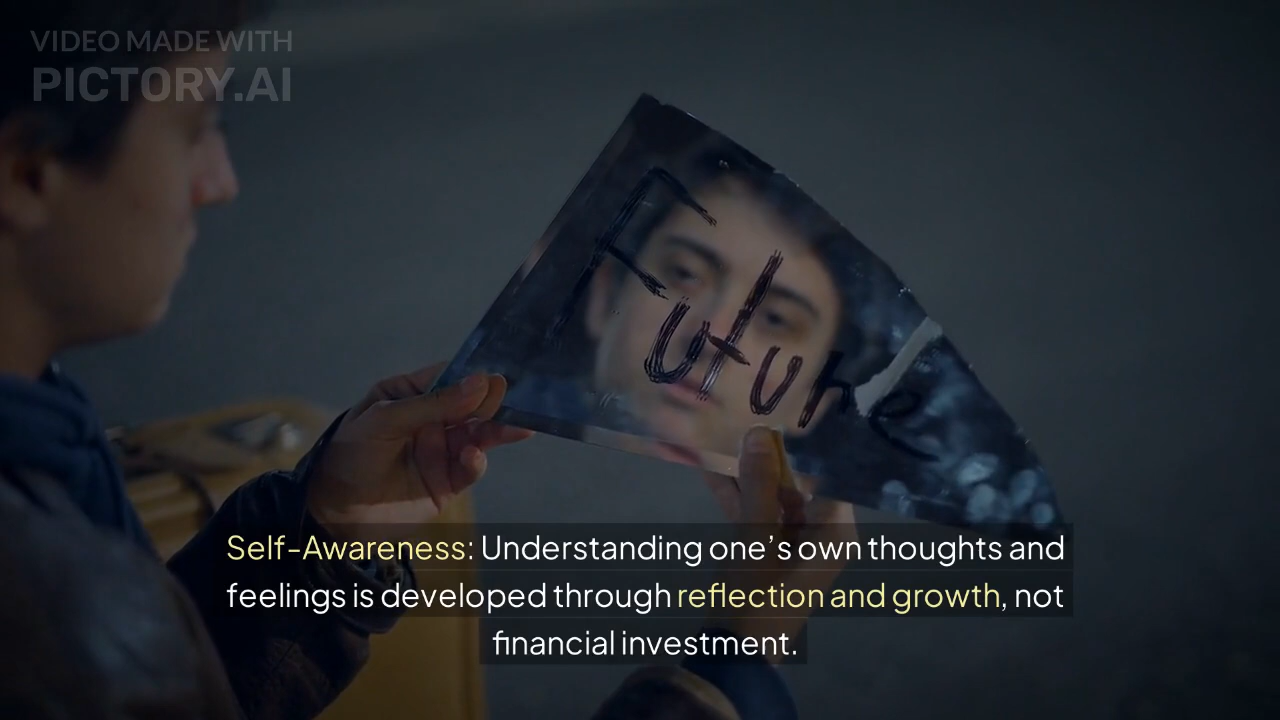 VIDEO MADE WITH
PICTORY.AI
Future
Self-Awareness: Understanding one’s own thoughts and
feelings is developed through reflection and growth, not
financial investment.